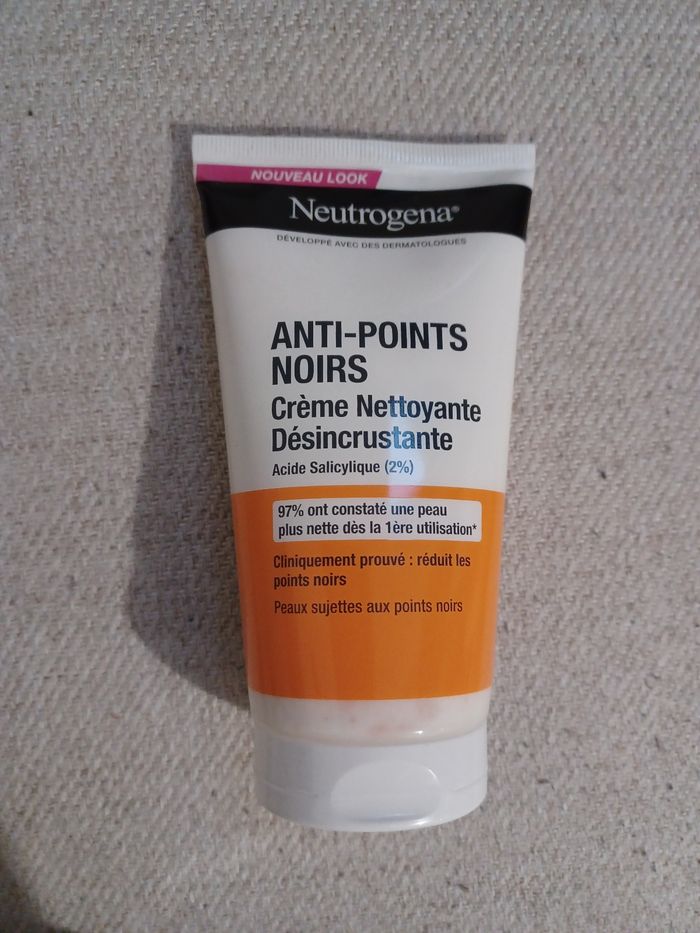 NOUVEAU LOOK
Neutrogena®
DÉVELOPPÉ AVEC DES DERMATOLOGUES
ANTI-POINTS
NOIRS
Crème Nettoyante
Désincrustante
Acide Salicylique (2%)
97% ont constaté une peau
plus nette dès la 1ère utilisation*
Cliniquement prouvé : réduit les
points noirs
Peaux sujettes aux points noirs